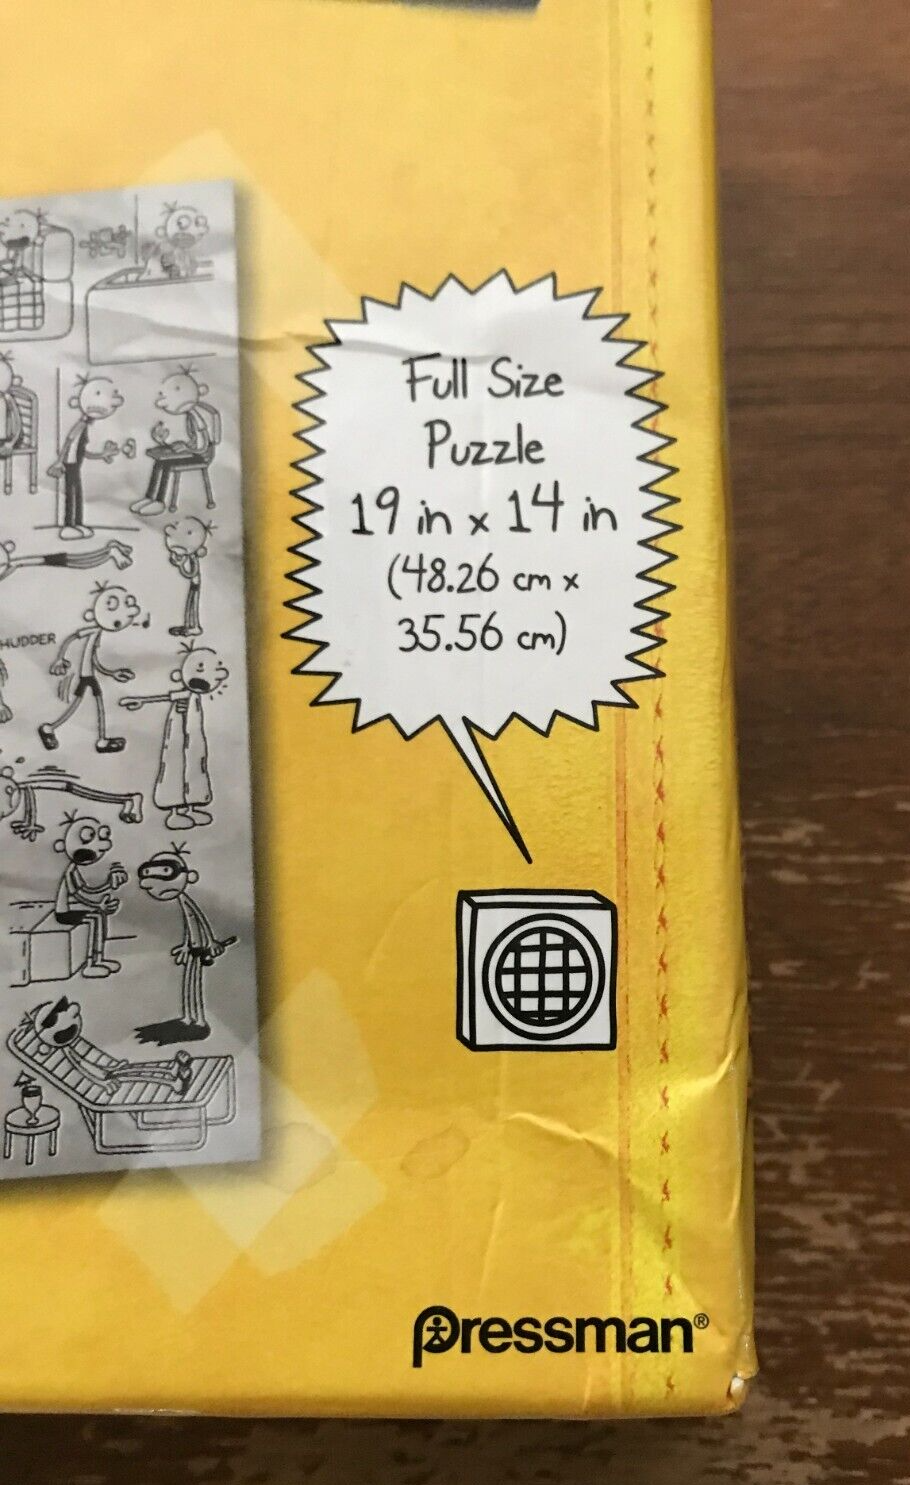 Full Size
Puzzle
19 in x 14 in
(48.26 cm x
35.56 cm)
HUDDER
Pressman®